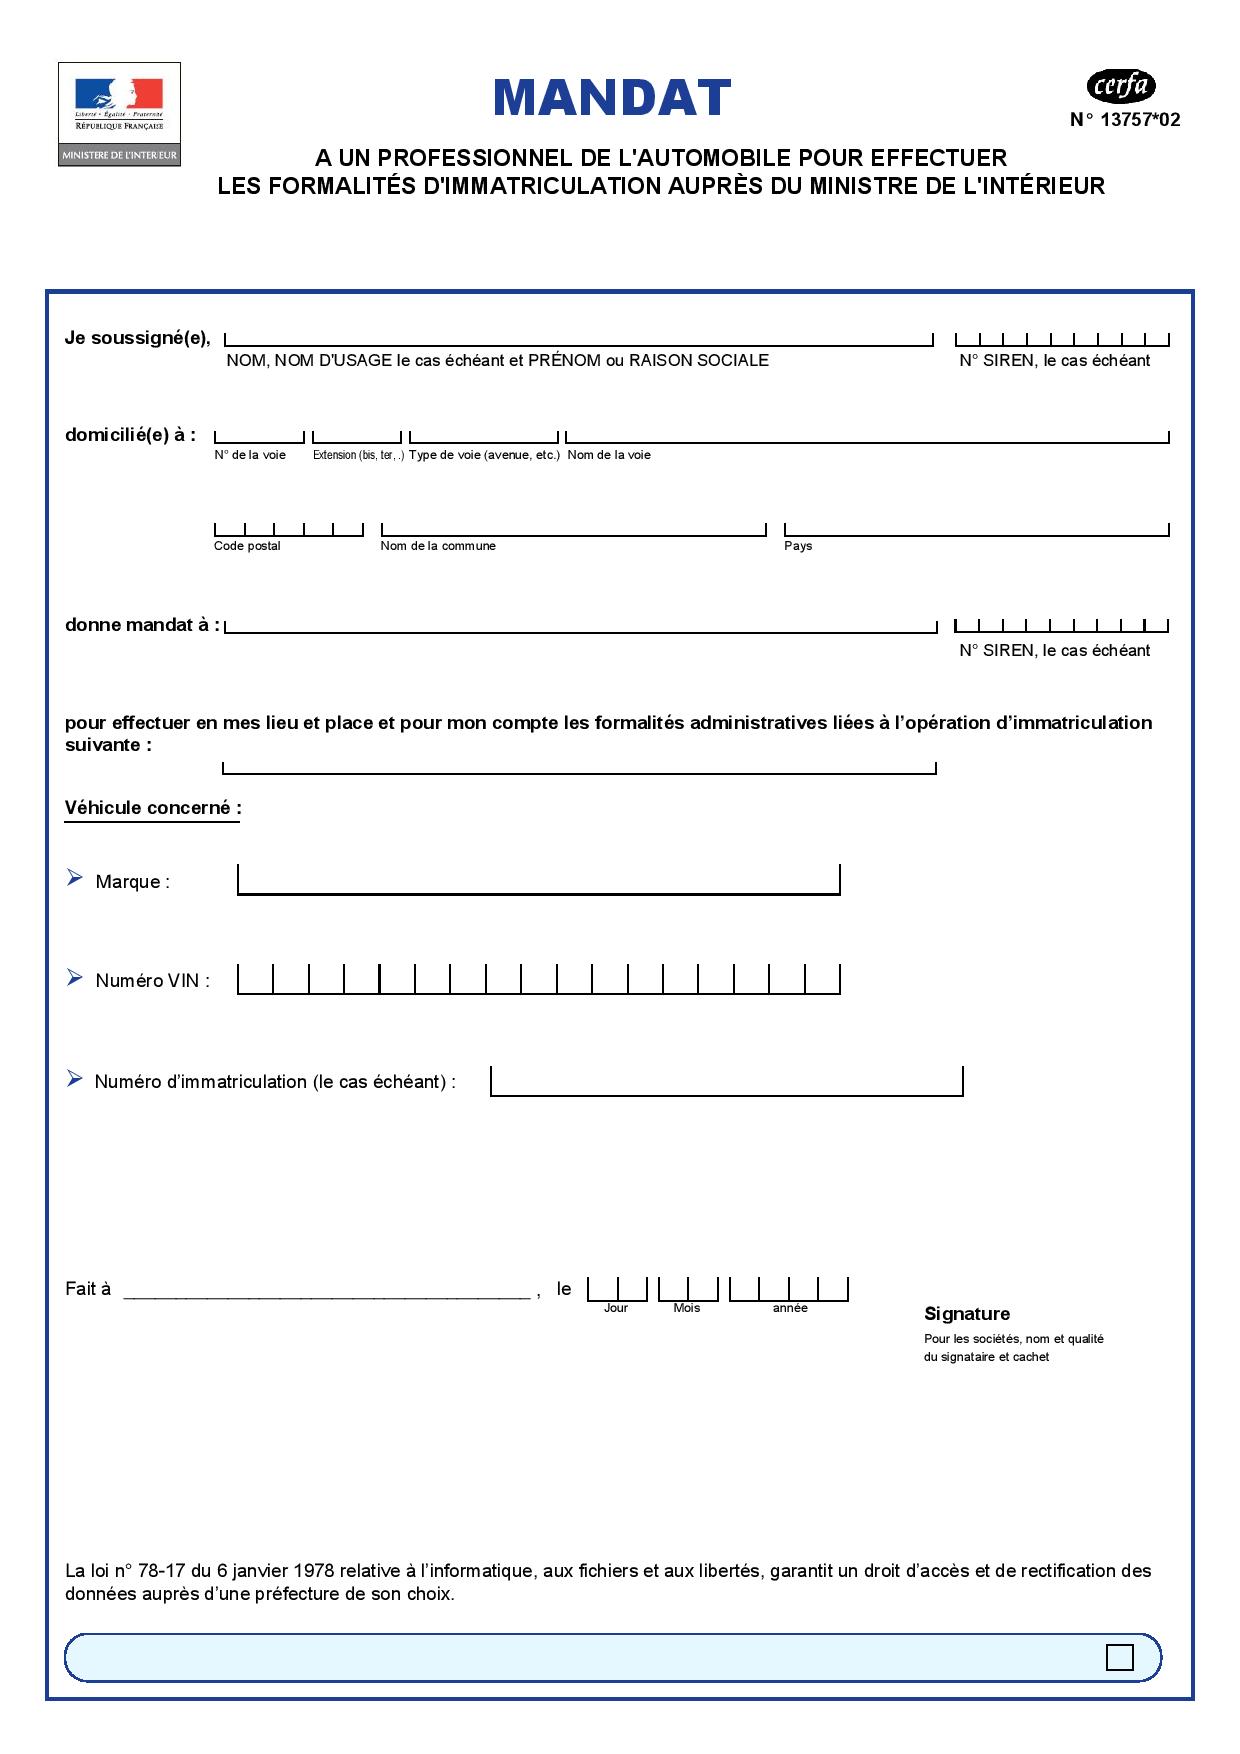 Liberté • Égalité • Fraternité
RÉPUBLIQUE FRANÇAISE
MINISTERE DE L'INTERIEUR
MANDAT
cerfa
N° 13757*02
A UN PROFESSIONNEL DE L'AUTOMOBILE POUR EFFECTUER
LES FORMALITÉS D'IMMATRICULATION AUPRÈS DU MINISTRE DE L'INTÉRIEUR
Je soussigné(e),
NOM, NOM D'USAGE le cas échéant et PRÉNOM ou RAISON SOCIALE N° SIREN, le cas échéant
domicilié(e) à :
N° de la voie Extension (bis, ter, .) Type de voie (avenue, etc.) Nom de la voie
Code postal Nom de la commune Pays
donne mandat à :
N° SIREN, le cas échéant
pour effectuer en mes lieu et place et pour mon compte les formalités administratives liées à l’opération d’immatriculation
suivante :
Véhicule concerné :
Marque :
Numéro VIN :
Numéro d’immatriculation (le cas échéant) :
Fait à ________________________________________ , le
Jour Mois année
Signature
Pour les sociétés, nom et qualité
du signataire et cachet
La loi n° 78-17 du 6 janvier 1978 relative à l’informatique, aux fichiers et aux libertés, garantit un droit d’accès et de rectification des
données auprès d’une préfecture de son choix.